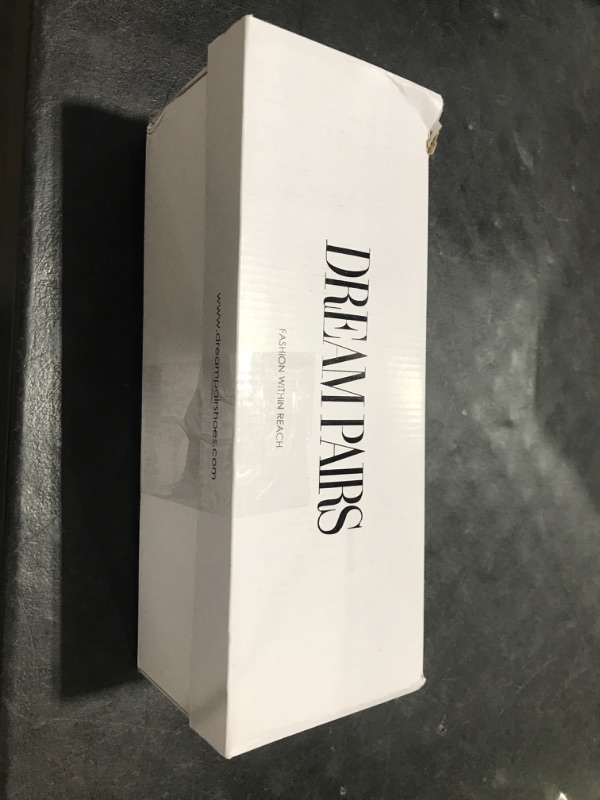 DREAM PAIRS
FASHION WITHIN REACH
www.dreampairshoes.com